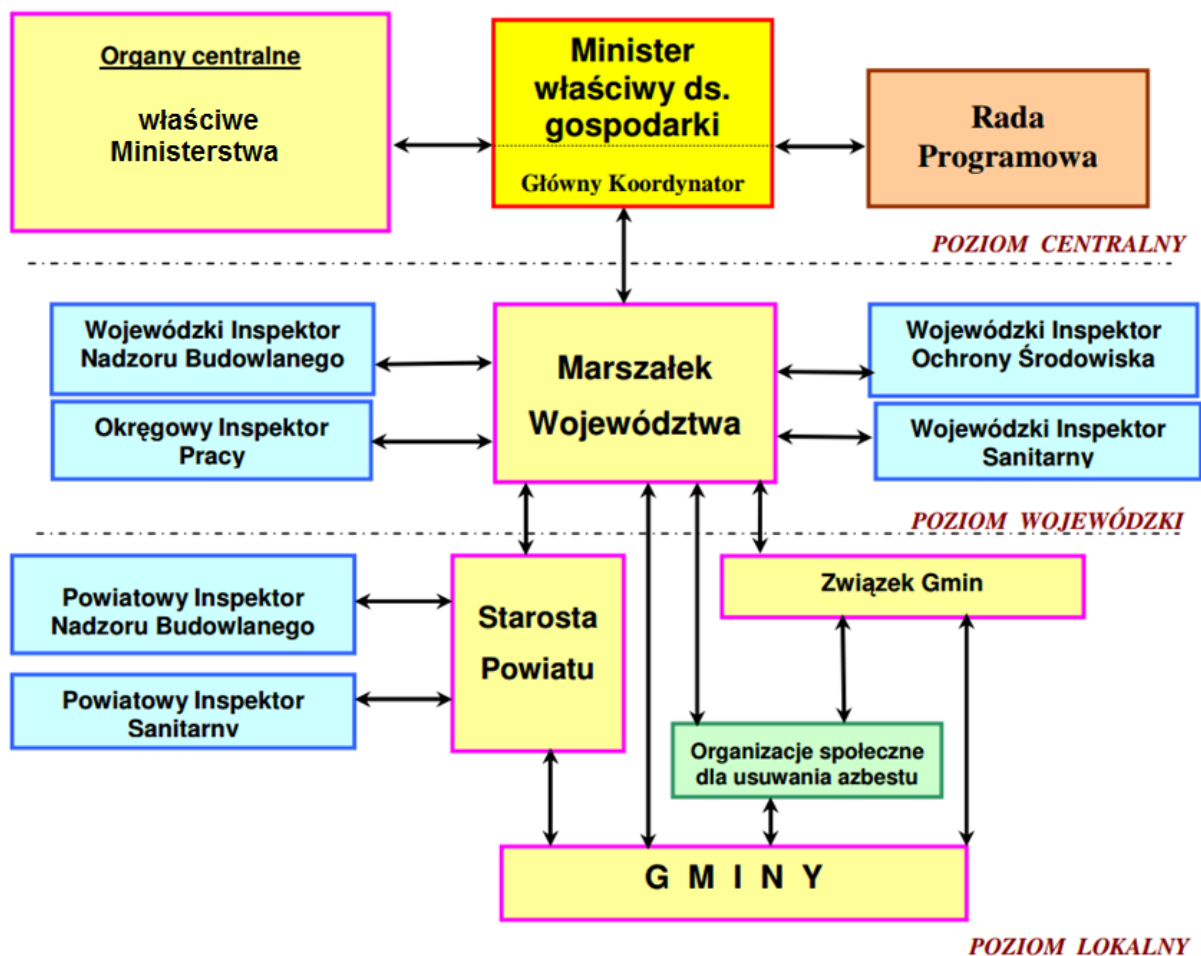 Organy centralne
właściwe
Ministerstwa
Minister
właściwy ds.
gospodarki
Główny Koordynator
Rada
Programowa
POZIOM CENTRALNY
Wojewódzki Inspektor
Nadzoru Budowlanego
Okręgowy Inspektor
Pracy
Marszałek
Województwa
Wojewódzki Inspektor
Ochrony Środowiska
Wojewódzki Inspektor
Sanitarny
POZIOM WOJEWÓDZKI
Powiatowy Inspektor
Nadzoru Budowlanego
Powiatowy Inspektor
Sanitarny
Starosta
Powiatu
Związek Gmin
Organizacje społeczne
dla usuwania azbestu
G M I N Y
POZIOM LOKALNY